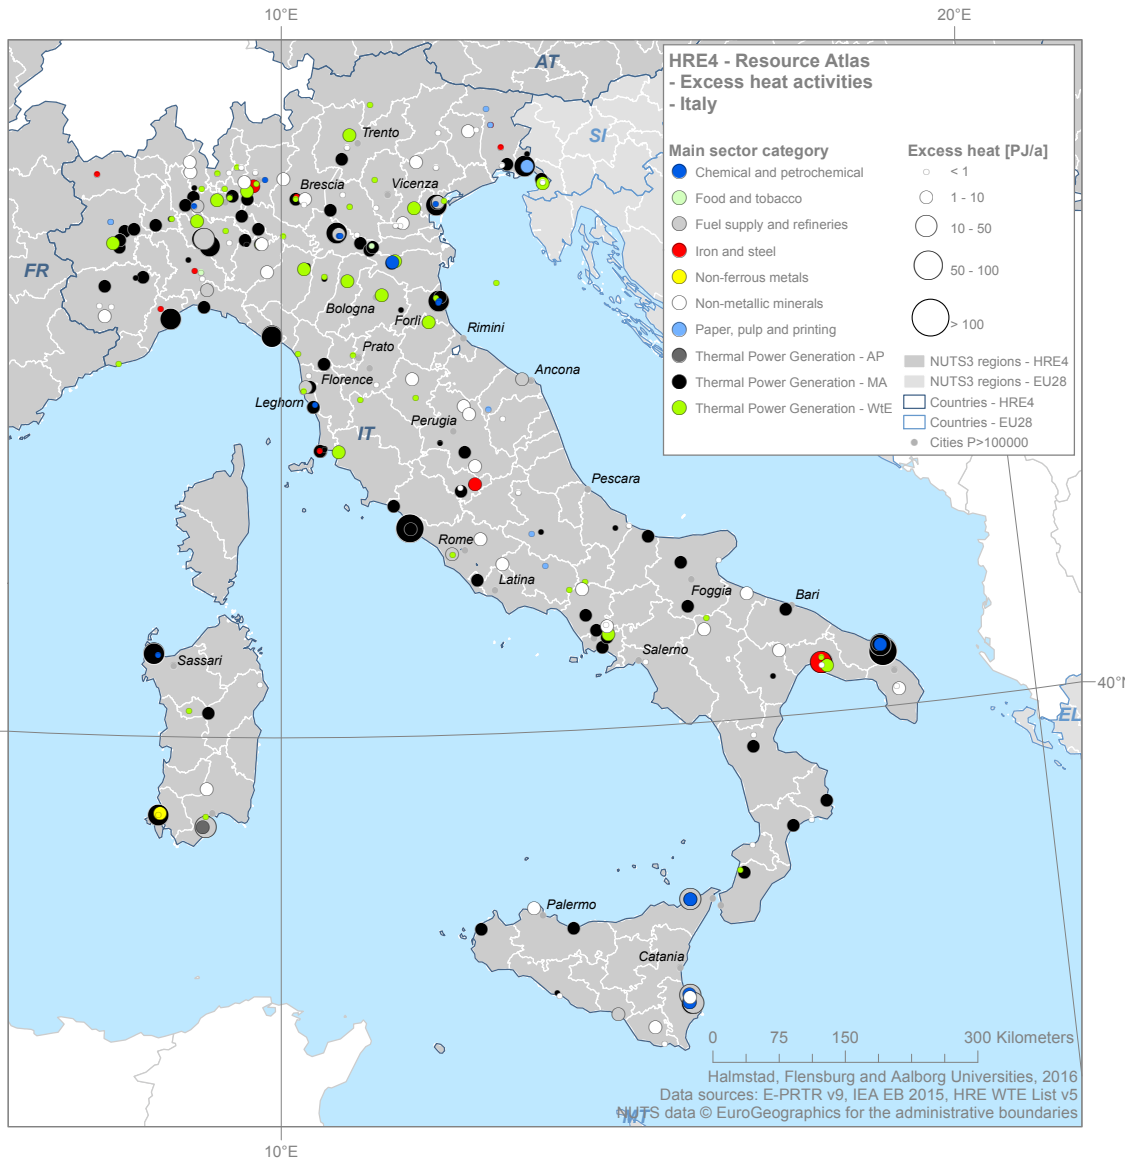 10°E
20°E
HRE4 - Resource Atlas
- Excess heat activities
- Italy
Main sector category
Chemical and petrochemical
Food and tobacco
Fuel supply and refineries
Iron and steel
Non-ferrous metals
Non-metallic minerals
Paper, pulp and printing
Thermal Power Generation - AP
Thermal Power Generation - MA
Thermal Power Generation - WtE
Excess heat [PJ/a]
< 1
1 - 10
10 - 50
50 - 100
> 100
NUTS3 regions - HRE4
NUTS3 regions - EU28
Countries - HRE4
Countries - EU28
Cities P>100000
AT
SI
FR
IT
EL
MT
Trento
Brescia
Vicenza
Bologna
Forlì
Rimini
Prato
Florence
Ancona
Leghorn
Perugia
Pescara
Rome
Latina
Foggia
Bari
Salerno
Sassari
Palermo
Catania
40°N
0 75 150 300 Kilometers
Halmstad, Flensburg and Aalborg Universities, 2016
Data sources: E-PRTR v9, IEA EB 2015, HRE WTE List v5
NUTS data © EuroGeographics for the administrative boundaries
10°E